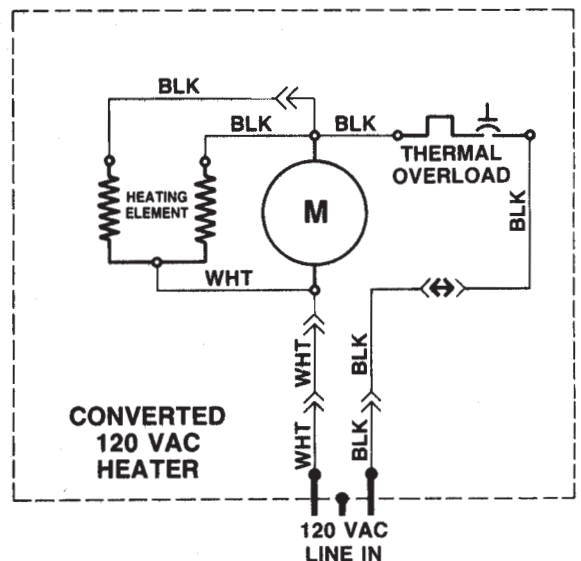 BLK
BLK
BLK
THERMAL
OVERLOAD
HEATING
ELEMENT
M
BLK
WHT
WHT
BLK
CONVERTED
120 VAC
HEATER
WHT
BLK
120 VAC
LINE IN